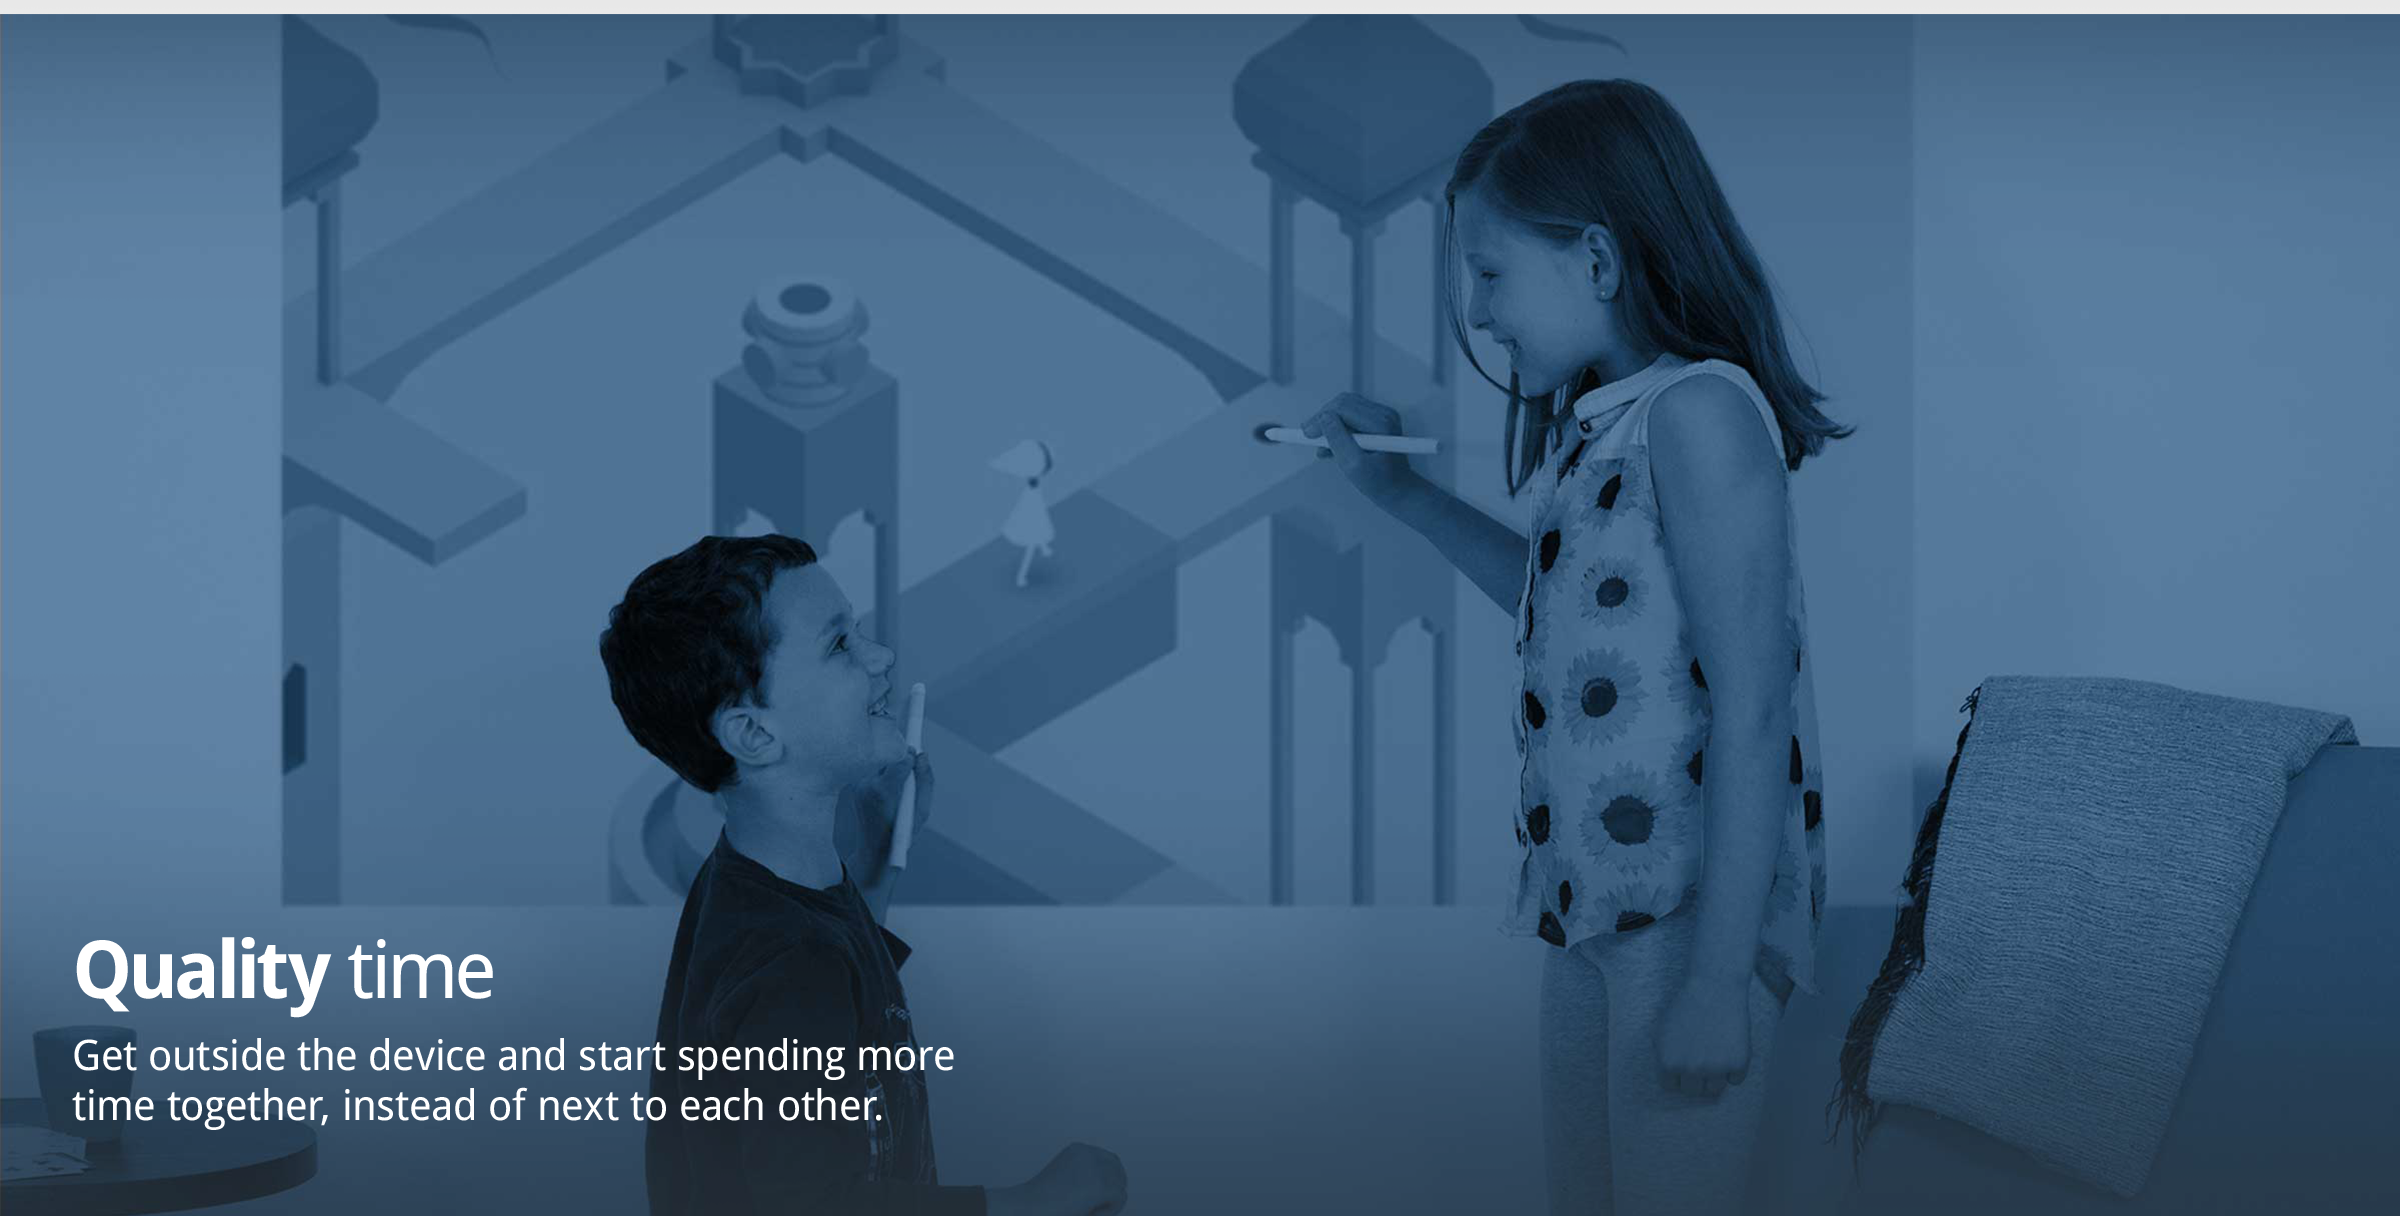 Quality time
Get outside the device and start spending more
time together, instead of next to each other.